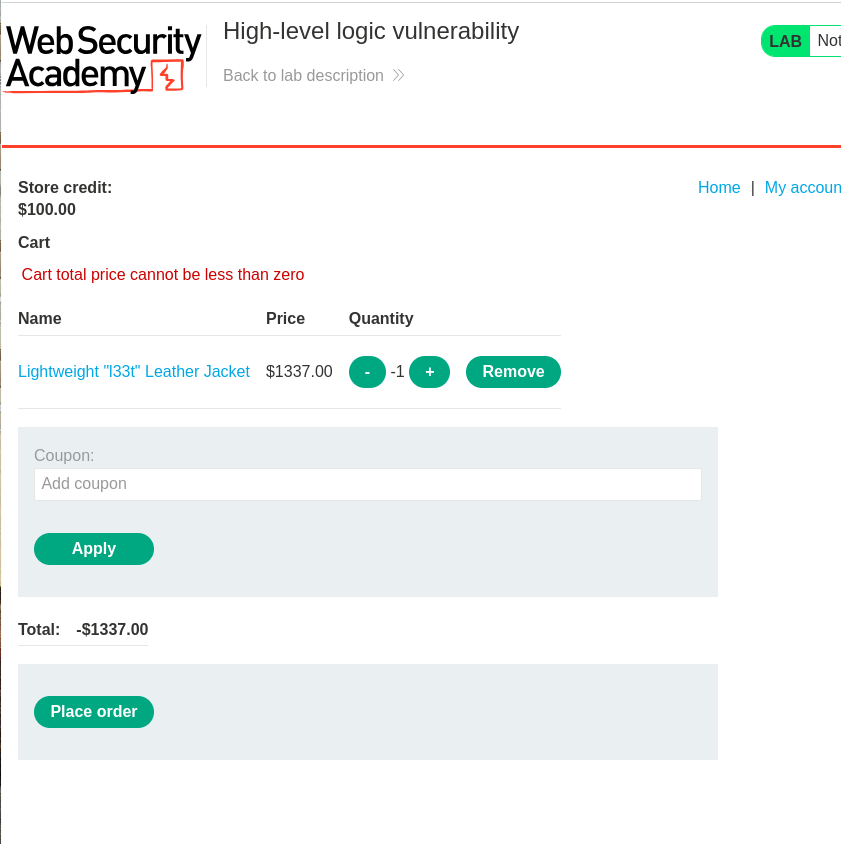 Web Security
Academy
High-level logic vulnerability
Back to lab description
LAB Not
Store credit:
$100.00
Home | My accoun
Cart
Cart total price cannot be less than zero
Name Price Quantity
Lightweight "l33t" Leather Jacket $1337.00 - -1 + Remove
Coupon:
Add coupon
Apply
Total: -$1337.00
Place order